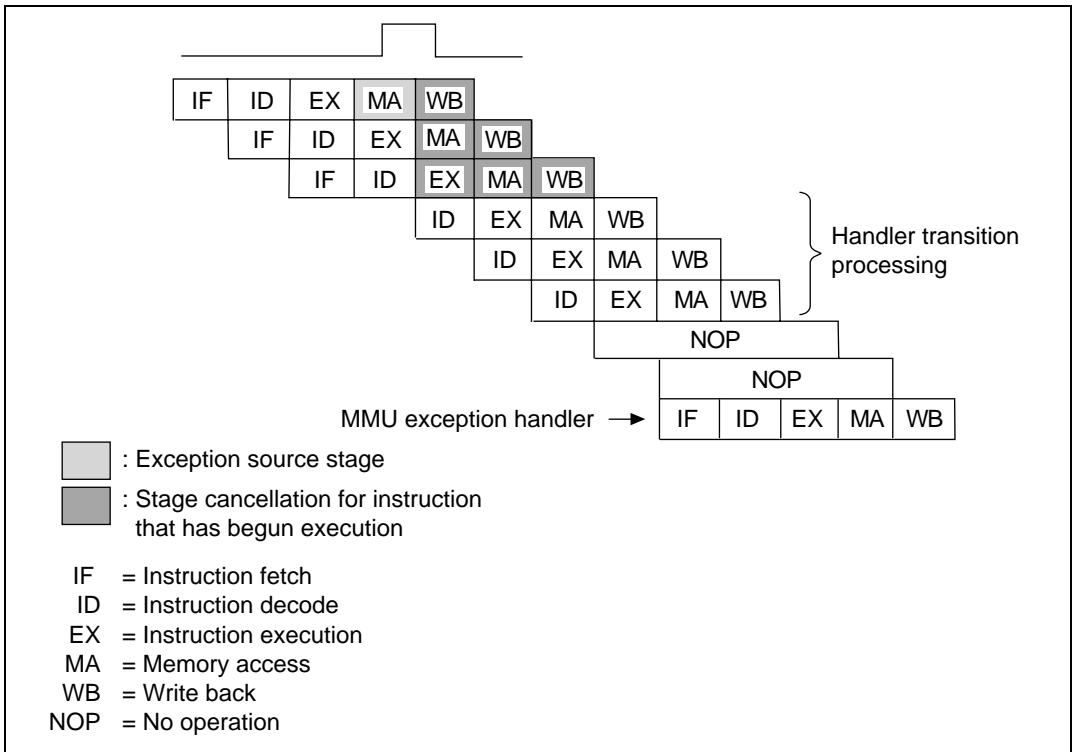 IF ID EX MA WB
IF ID EX MA WB
IF ID EX MA WB
ID EX MA WB
ID EX MA WB
ID EX MA WB
Handler transition
processing
NOP
NOP
MMU exception handler → IF ID EX MA WB
: Exception source stage
: Stage cancellation for instruction
that has begun execution
IF = Instruction fetch
ID = Instruction decode
EX = Instruction execution
MA = Memory access
WB = Write back
NOP = No operation